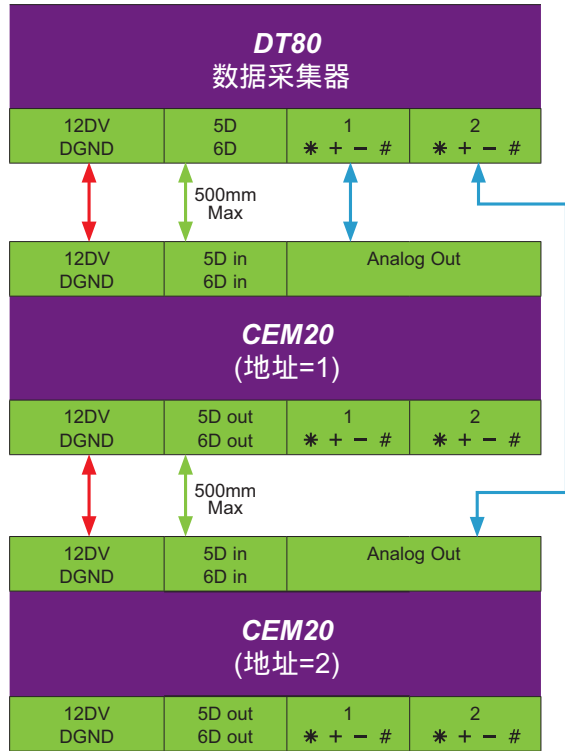 DT80
数据采集器
12DV 5D 1 2
DGND 6D ✱ + − # ✱ + − #
500mm
Max
12DV 5D in Analog Out
DGND 6D in
CEM20
(地址=1)
12DV 5D out 1 2
DGND 6D out ✱ + − # ✱ + − #
500mm
Max
12DV 5D in Analog Out
DGND 6D in
CEM20
(地址=2)
12DV 5D out 1 2
DGND 6D out ✱ + − # ✱ + − #